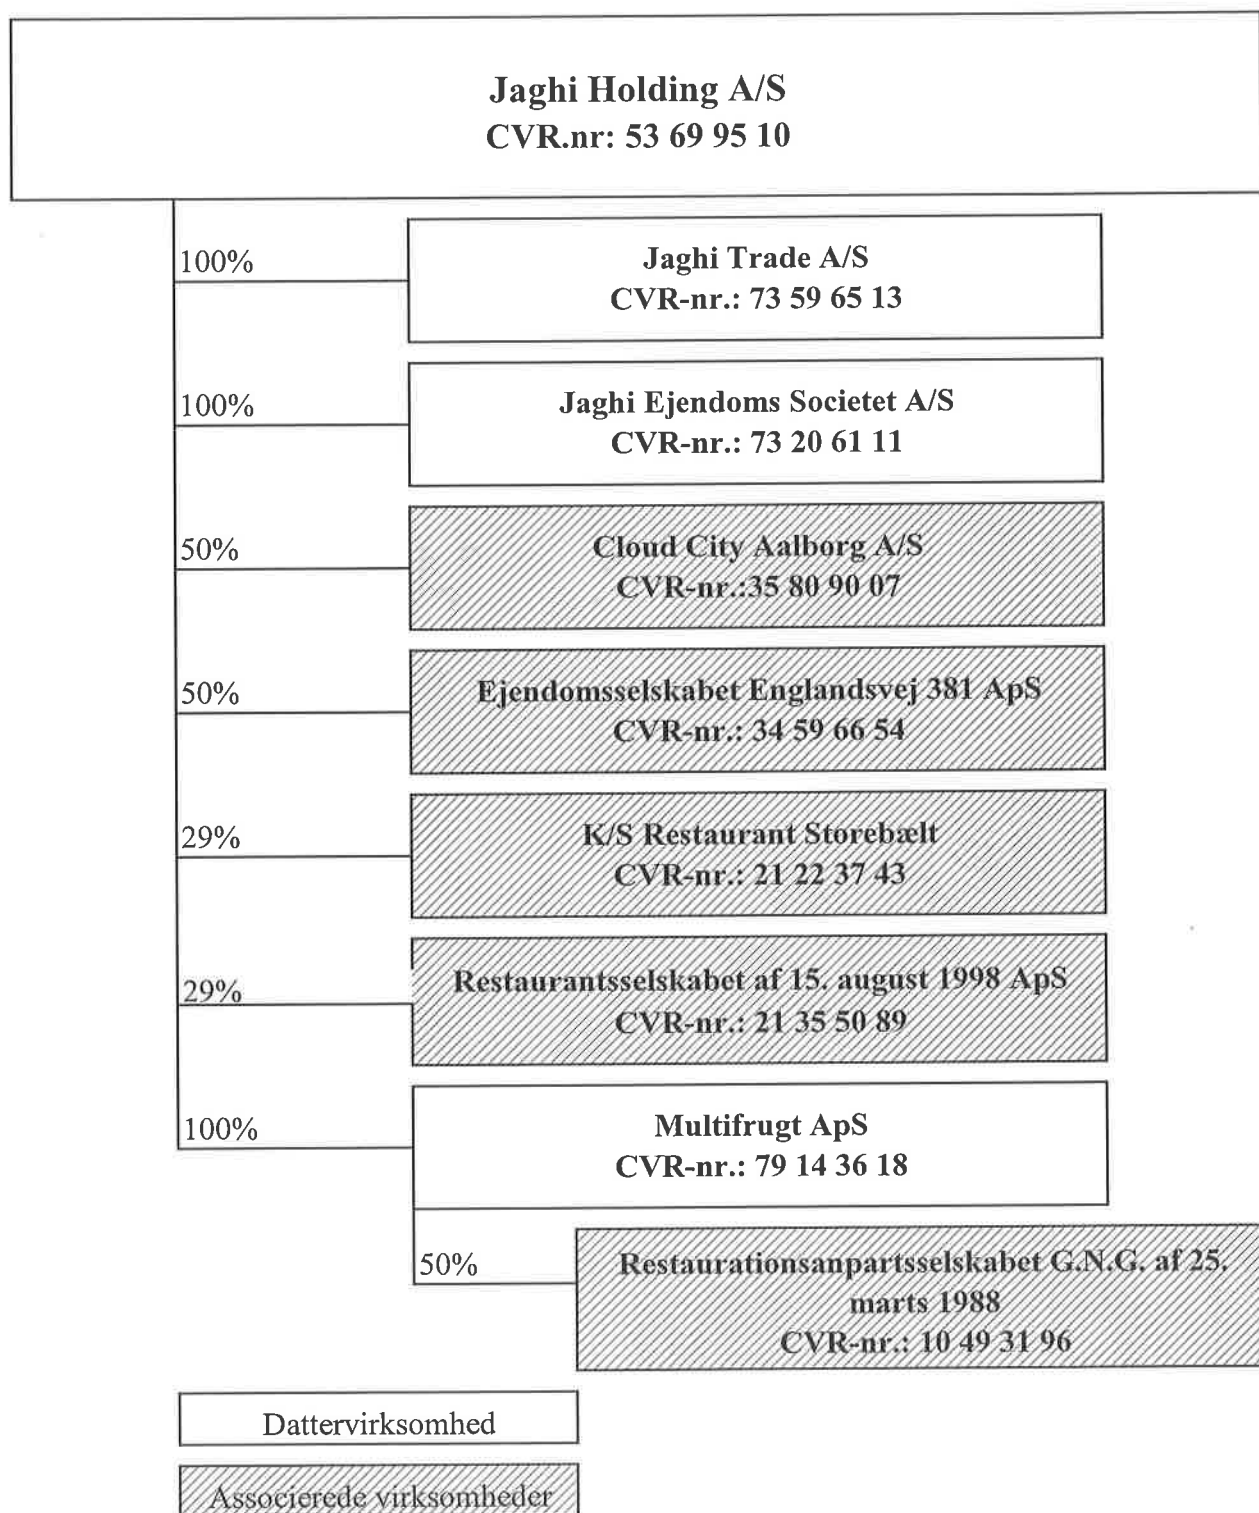 Jaghi Holding A/S
CVR.nr: 53 69 95 10
100%
Jaghi Trade A/S
CVR-nr.: 73 59 65 13
100%
Jaghi Ejendoms Societet A/S
CVR-nr.: 73 20 61 11
50%
Cloud City Aalborg A/S
CVR-nr.:35 80 90 07
50%
Ejendomsselskabet Englandsvej 381 ApS
CVR-nr.: 34 59 66 54
29%
K/S Restaurant Storebælt
CVR-nr.: 21 22 37 43
29%
Restaurantsselskabet af 15. august 1998 ApS
CVR-nr.: 21 35 50 89
100%
Multifrugt ApS
CVR-nr.: 79 14 36 18
50%
Restaurationsanpartsselskabet G.N.G. af 25.
marts 1988
CVR-nr.: 10 49 31 96
Dattervirksomhed
Associerede virksomheder